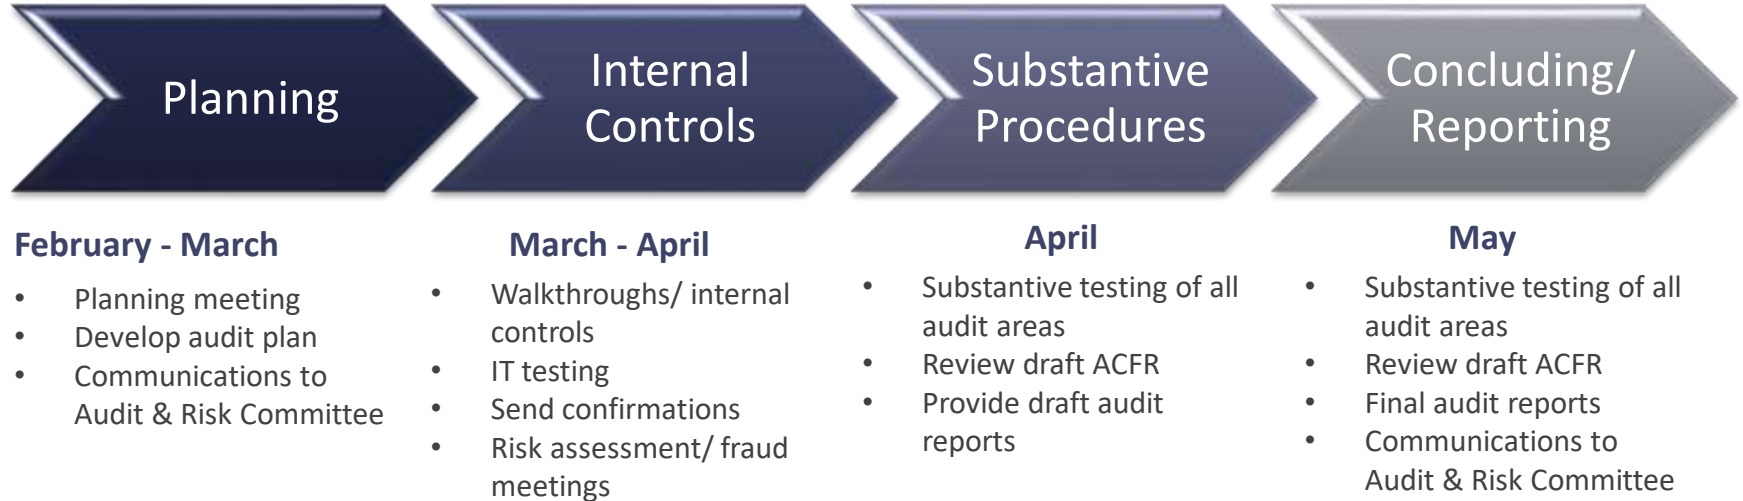 Planning
Internal
Controls
Substantive
Procedures
Concluding/
Reporting
February - March
• Planning meeting
• Develop audit plan
• Communications to
Audit & Risk Committee
March - April
• Walkthroughs/ internal
controls
• IT testing
• Send confirmations
• Risk assessment/ fraud
meetings
April
• Substantive testing of all
audit areas
• Review draft ACFR
• Provide draft audit
reports
May
• Substantive testing of all
audit areas
• Review draft ACFR
• Final audit reports
• Communications to
Audit & Risk Committee